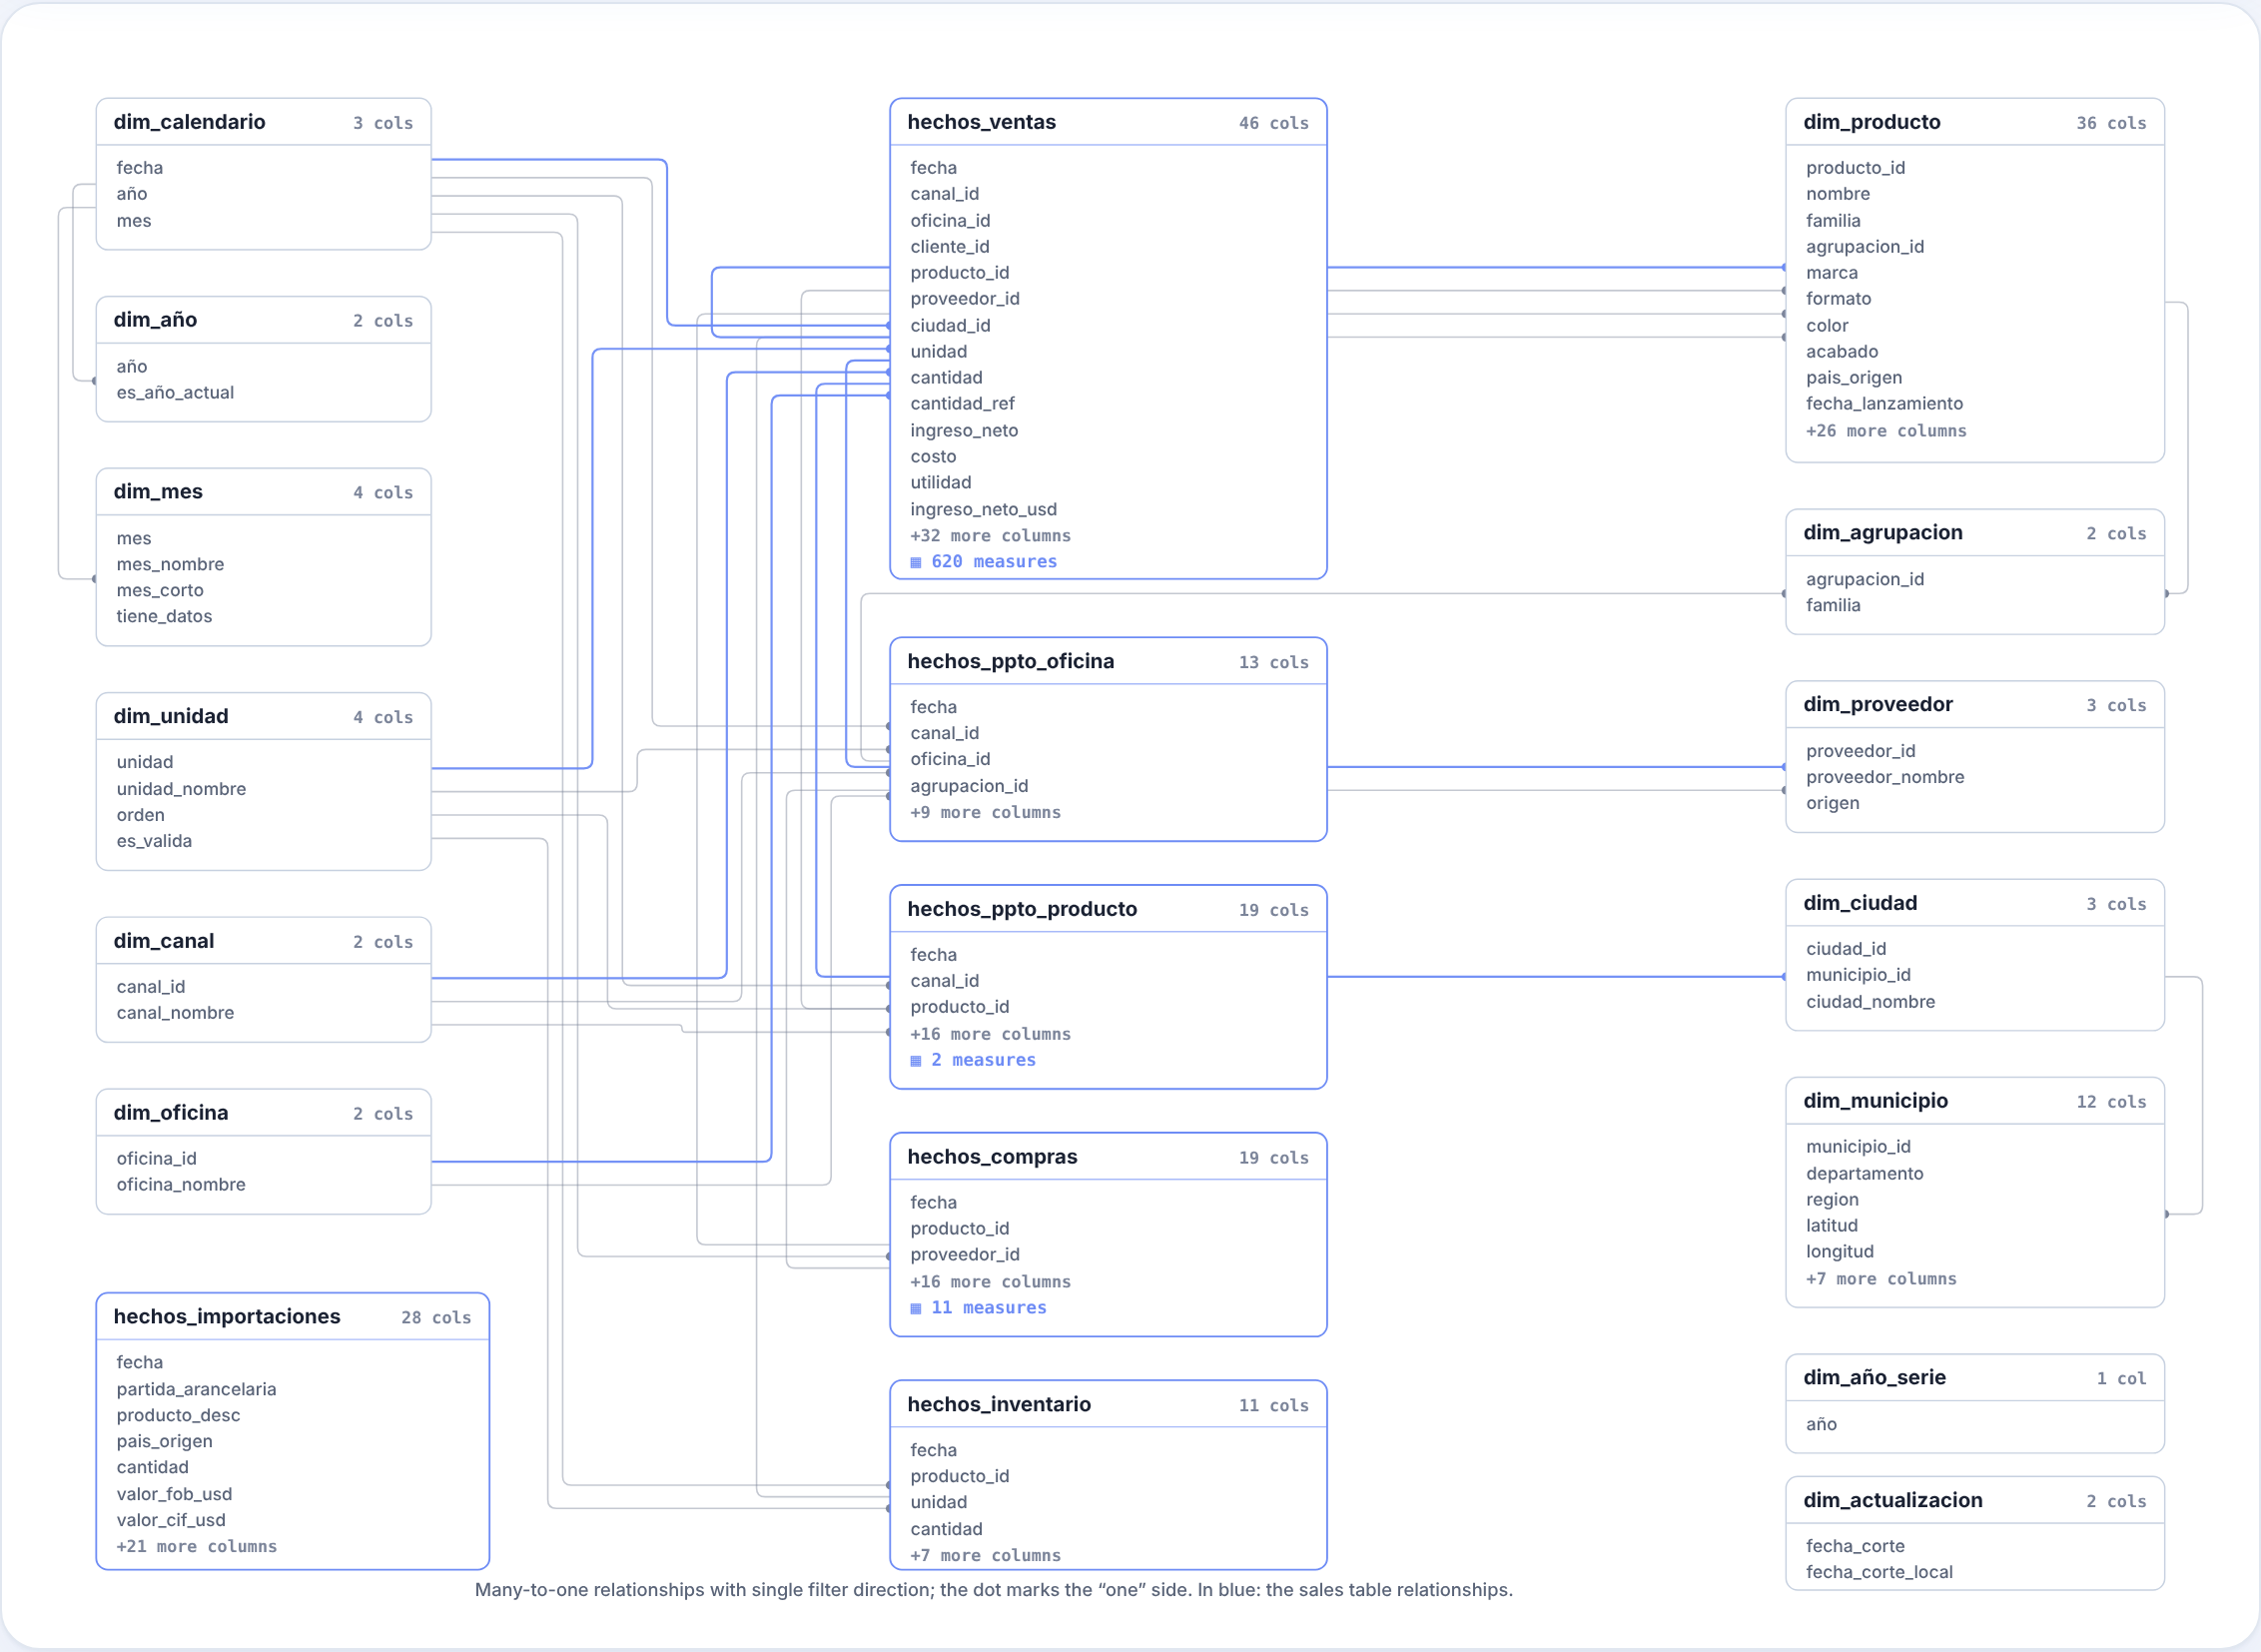 dim_calendario 3 cols
fecha
año
mes
dim_año 2 cols
año
es_año_actual
dim_mes 4 cols
mes
mes_nombre
mes_corto
tiene_datos
dim_unidad 4 cols
unidad
unidad_nombre
orden
es_valida
dim_canal 2 cols
canal_id
canal_nombre
dim_oficina 2 cols
oficina_id
oficina_nombre
hechos_importaciones 28 cols
fecha
partida_arancelaria
producto_desc
pais_origen
cantidad
valor_fob_usd
valor_cif_usd
+21 more columns
hechos_ventas 46 cols
fecha
canal_id
oficina_id
cliente_id
producto_id
proveedor_id
ciudad_id
unidad
cantidad
cantidad_ref
ingreso_neto
costo
utilidad
ingreso_neto_usd
+32 more columns
▦ 620 measures
hechos_ppto_oficina 13 cols
fecha
canal_id
oficina_id
agrupacion_id
+9 more columns
hechos_ppto_producto 19 cols
fecha
canal_id
producto_id
+16 more columns
▦ 2 measures
hechos_compras 19 cols
fecha
producto_id
proveedor_id
+16 more columns
▦ 11 measures
hechos_inventario 11 cols
fecha
producto_id
unidad
cantidad
+7 more columns
dim_producto 36 cols
producto_id
nombre
familia
agrupacion_id
marca
formato
color
acabado
pais_origen
fecha_lanzamiento
+26 more columns
dim_agrupacion 2 cols
agrupacion_id
familia
dim_proveedor 3 cols
proveedor_id
proveedor_nombre
origen
dim_ciudad 3 cols
ciudad_id
municipio_id
ciudad_nombre
dim_municipio 12 cols
municipio_id
departamento
region
latitud
longitud
+7 more columns
dim_año_serie 1 col
año
dim_actualizacion 2 cols
fecha_corte
fecha_corte_local
Many-to-one relationships with single filter direction; the dot marks the “one” side. In blue: the sales table relationships.